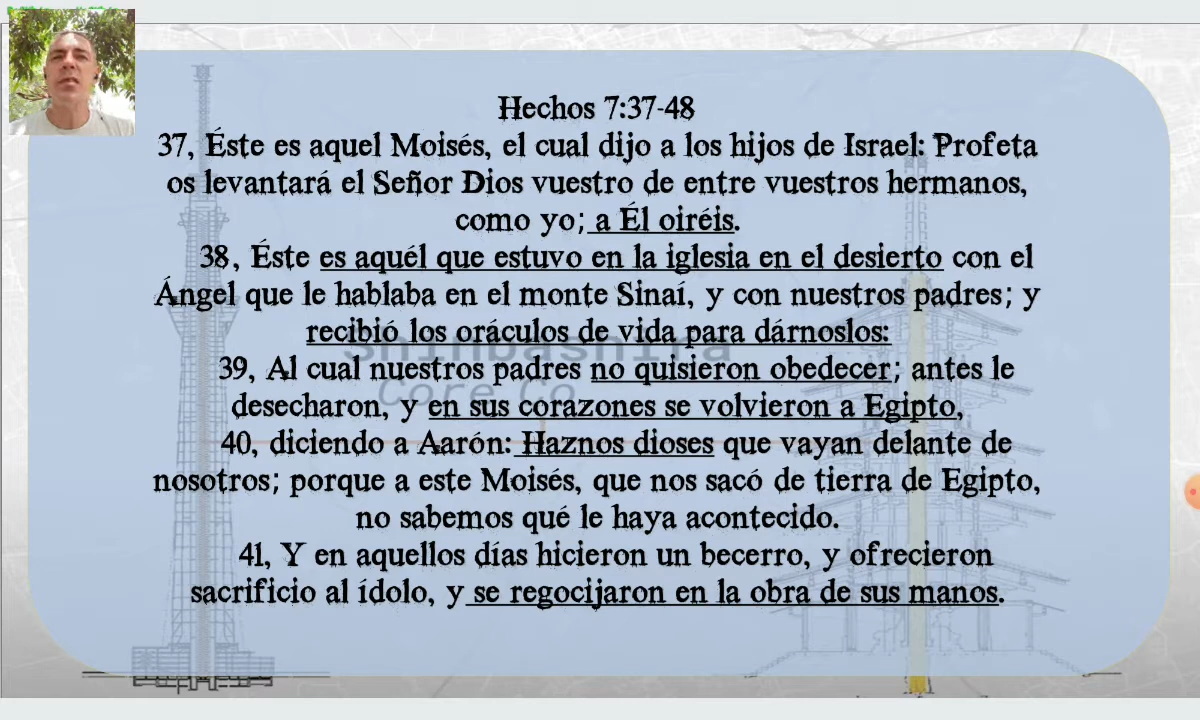 Hechos 7:37-48
37, Éste es aquel Moisés, el cual dijo a los hijos de Israel: Profeta
os levantará el Señor Dios vuestro de entre vuestros hermanos,
como yo; a Él oiréis.
38, Éste es aquél que estuvo en la iglesia en el desierto con el
Ángel que le hablaba en el monte Sinaí, y con nuestros padres; y
recibió los oráculos de vida para dárnoslos:
Shinbashira
39, Al cual nuestros padres no quisieron obedecer; antes le
Core Co
desecharon, y en sus corazones se volvieron a Egipto,
40, diciendo a Aarón: Haznos dioses que vayan delante de
nosotros; porque a este Moisés, que nos sacó de tierra de Egipto,
no sabemos qué le haya acontecido.
41, Y en aquellos días hicieron un becerro, y ofrecieron
sacrificio al ídolo, y se regocijaron en la obra de sus manos.